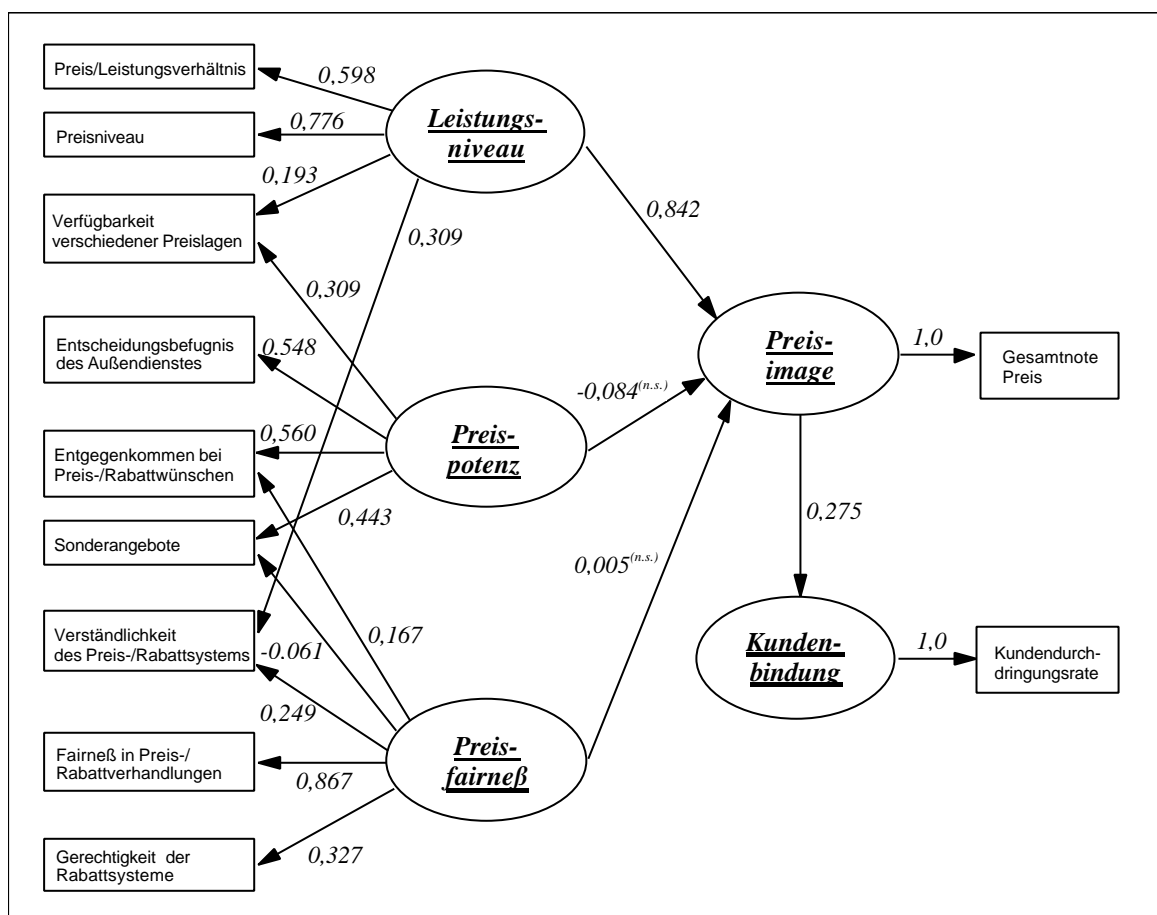 Preis/Leistungsverhältnis
0,598
Preisniveau
0,776
0,193
Verfügbarkeit
verschiedener Preislagen
0,309
0,309
Leistungs-
niveau
0,842
Entscheidungsbefugnis
des Außendienstes
0.548
Preis-
image
1,0
Gesamtnote
Preis
-0,084(n.s.)
Entgegenkommen bei
Preis-/Rabattwünschen
0,560
Preis-
potenz
0,443
Sonderangebote
0,275
0,005(n.s.)
Verständlichkeit
des Preis-/Rabattsystems
0,167
-0.061
0,249
Kunden-
bindung
1,0
Kundendurch-
dringungsrate
Fairneß in Preis-/
Rabattverhandlungen
0,867
Preis-
fairneß
Gerechtigkeit der
Rabattsysteme
0,327